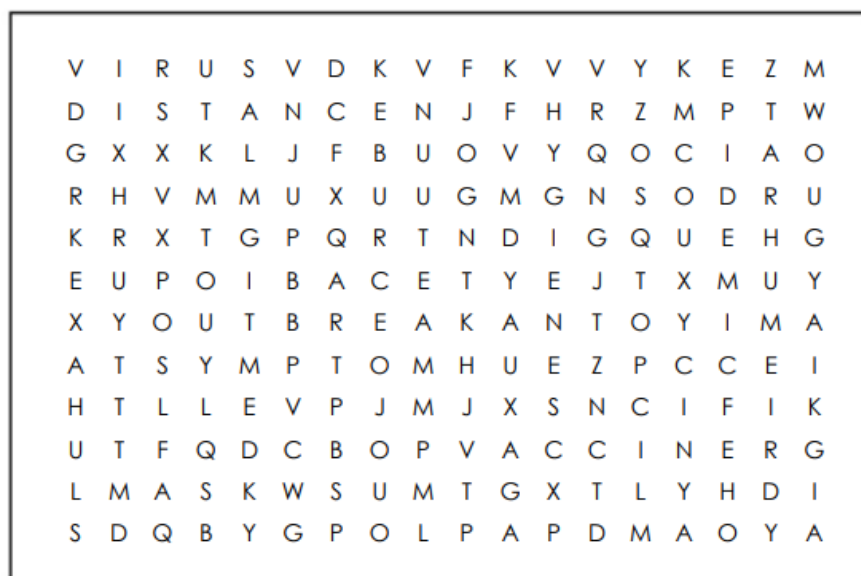 V I R U S V D K V F K V V Y K E Z M
D I S T A N C E N J F H R Z M P T W
G X X K L J F B U O V Y Q O C I A O
R H V M M U X U U G M G N S O D R U
K R X T G P Q R T N D I G Q U E H G
E U P O I B A C E T Y E J T X M U Y
X Y O U T B R E A K A N T O Y I M A
A T S Y M P T O M H U E Z P C C E I
H T L L E V P J M J X S N C I F I K
U T F Q D C B O P V A C C I N E R G
L M A S K W S U M T G X T L Y H D I
S D Q B Y G P O L P A P D M A O Y A